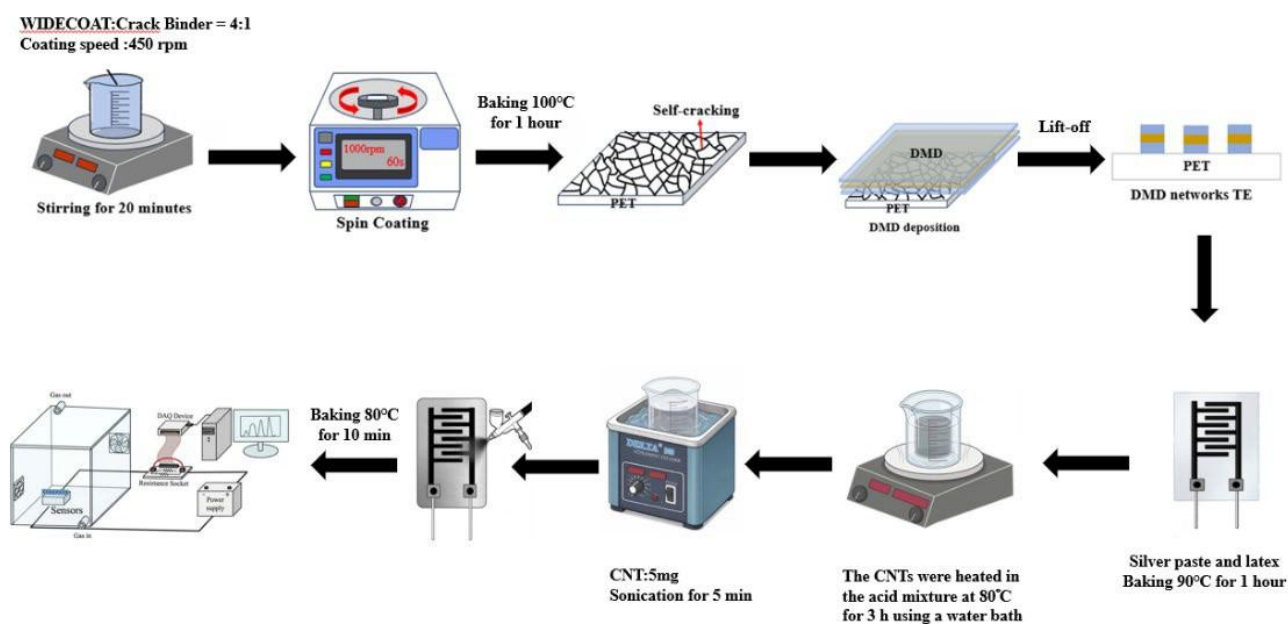 WIDECOAT:Crack Binder = 4:1
Coating speed :450 rpm
Stirring for 20 minutes
1000rpm
60s
Spin Coating
Baking 100°C
for 1 hour
Self-cracking
PET
DMD
PET
DMD deposition
Lift-off
PET
DMD networks TE
Gas out
DAQ Device
Resistance Socket
Power
supply
Sensors
Gas in
Baking 80°C
for 10 min
CNT:5mg
Sonication for 5 min
The CNTs were heated in
the acid mixture at 80°C
for 3 h using a water bath
Silver paste and latex
Baking 90°C for 1 hour